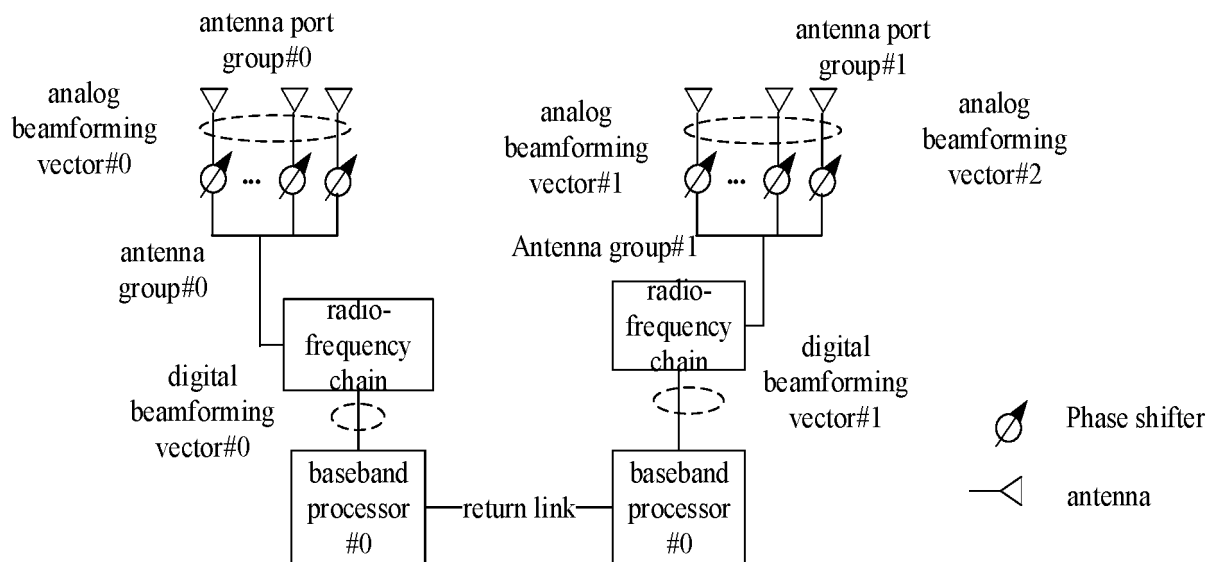 antenna port
group#0
analog
beamforming
vector#0
...
antenna
group#0
radio-
frequency
chain
digital
beamforming
vector#0
baseband
processor
#0
return link
antenna port
group#1
analog
beamforming
vector#1
...
analog
beamforming
vector#2
Antenna group#1
radio-
frequency
chain
digital
beamforming
vector#1
baseband
processor
#0
Phase shifter
antenna